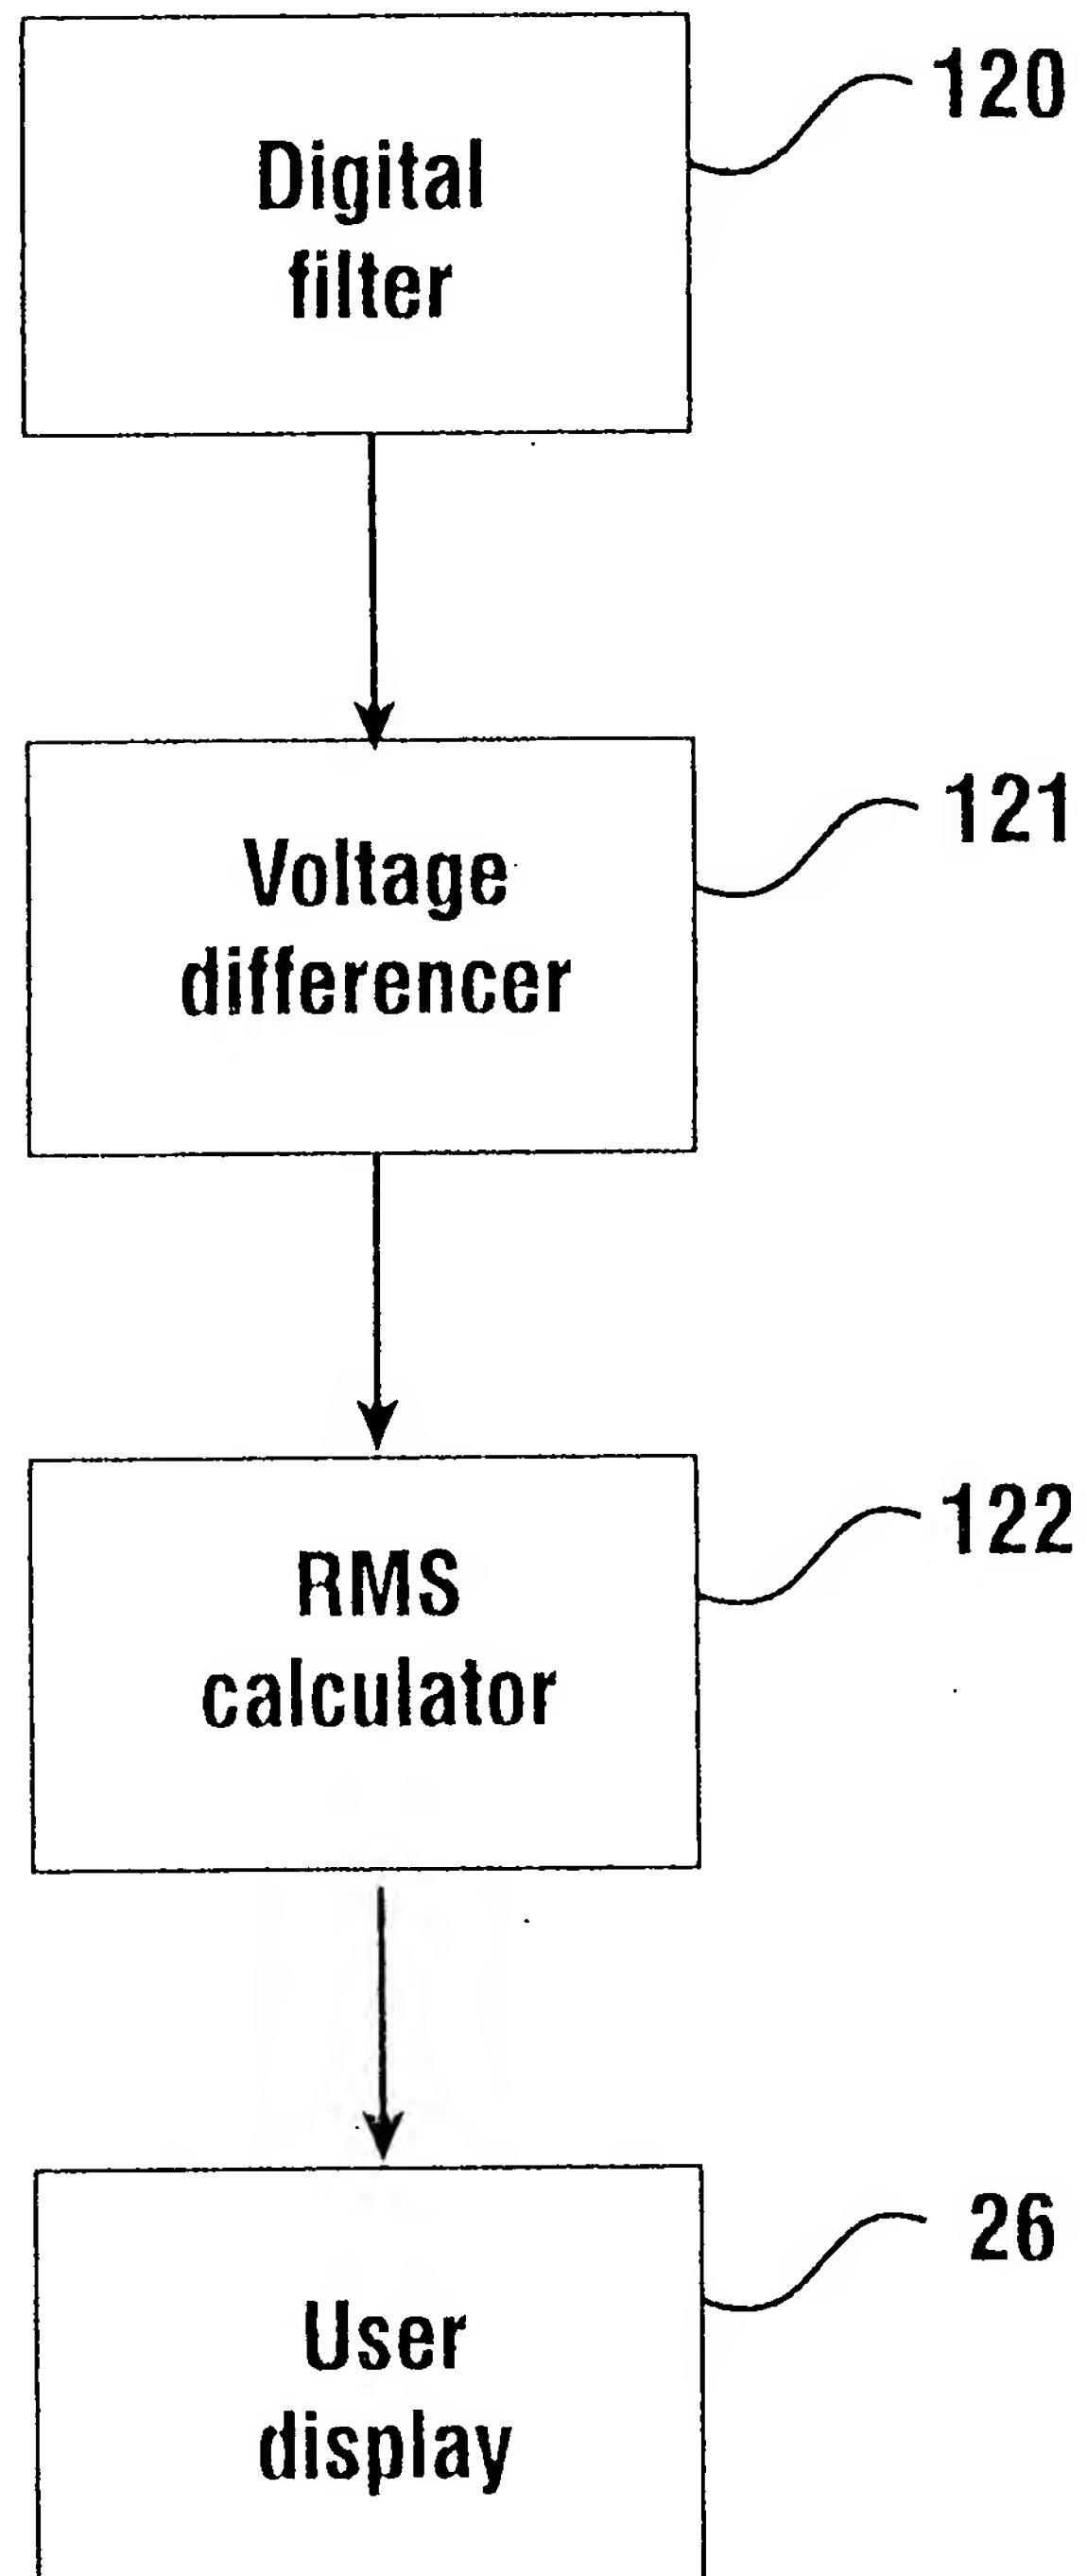 Digital
filter
120
Voltage
differencer
121
RMS
calculator
122
User
display
26